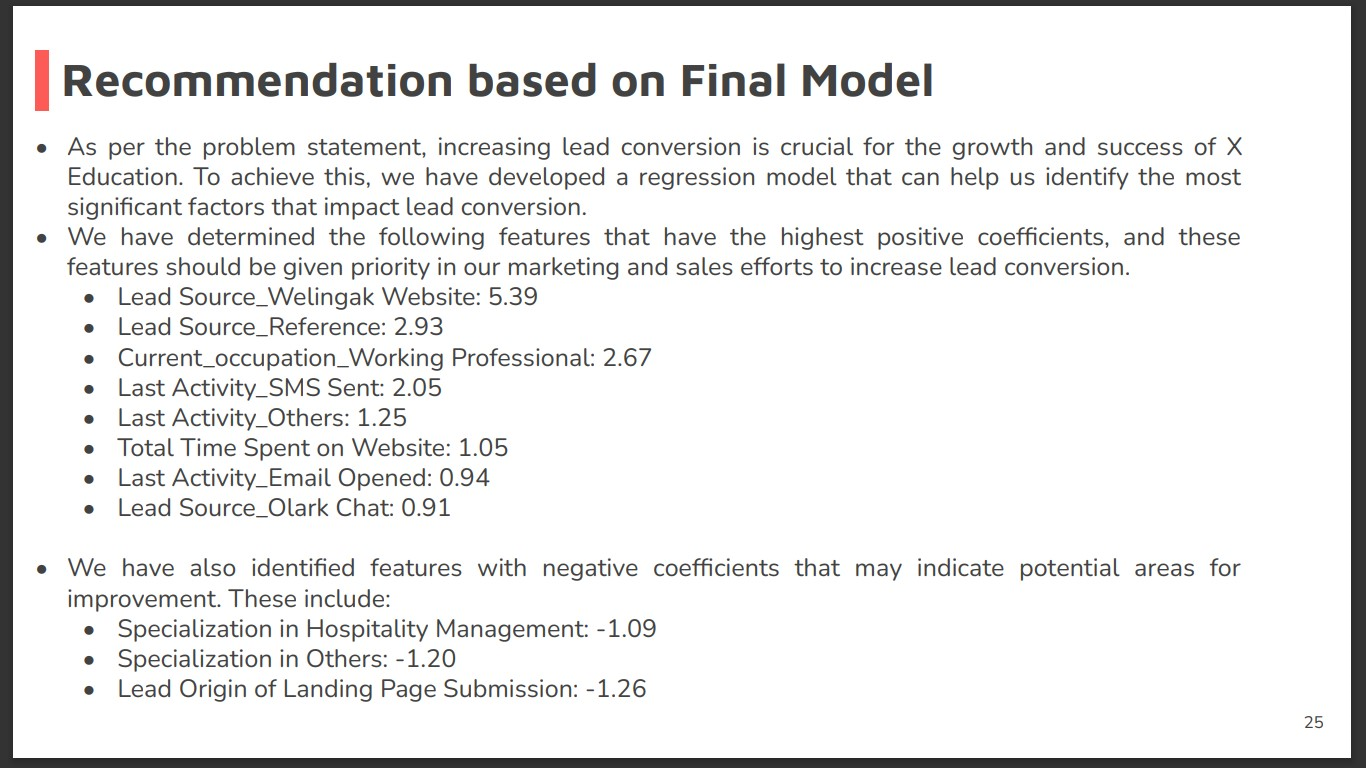 Recommendation based on Final Model
• As per the problem statement, increasing lead conversion is crucial for the growth and success of X
Education. To achieve this, we have developed a regression model that can help us identify the most
significant factors that impact lead conversion.
• We have determined the following features that have the highest positive coefficients, and these
features should be given priority in our marketing and sales efforts to increase lead conversion.
• Lead Source_Welingak Website: 5.39
• Lead Source_Reference: 2.93
• Current_occupation_Working Professional: 2.67
• Last Activity_SMS Sent: 2.05
• Last Activity_Others: 1.25
• Total Time Spent on Website: 1.05
• Last Activity_Email Opened: 0.94
• Lead Source_Olark Chat: 0.91
• We have also identified features with negative coefficients that may indicate potential areas for
improvement. These include:
• Specialization in Hospitality Management: -1.09
• Specialization in Others: -1.20
• Lead Origin of Landing Page Submission: -1.26
25